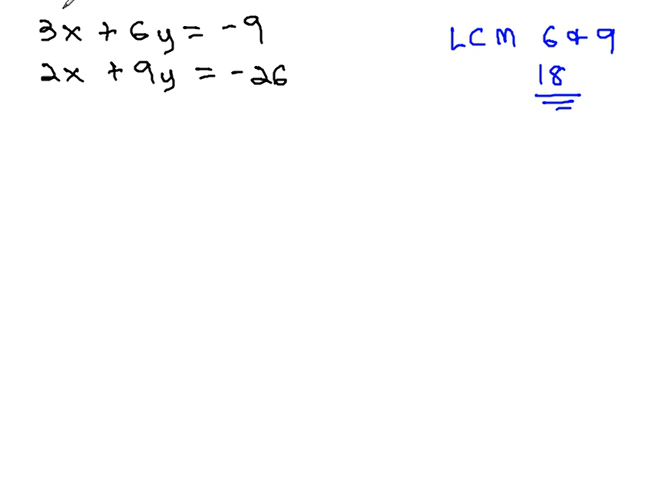 3x + 6y = -9
2x + 9y = -26
LCM 6 & 9
18